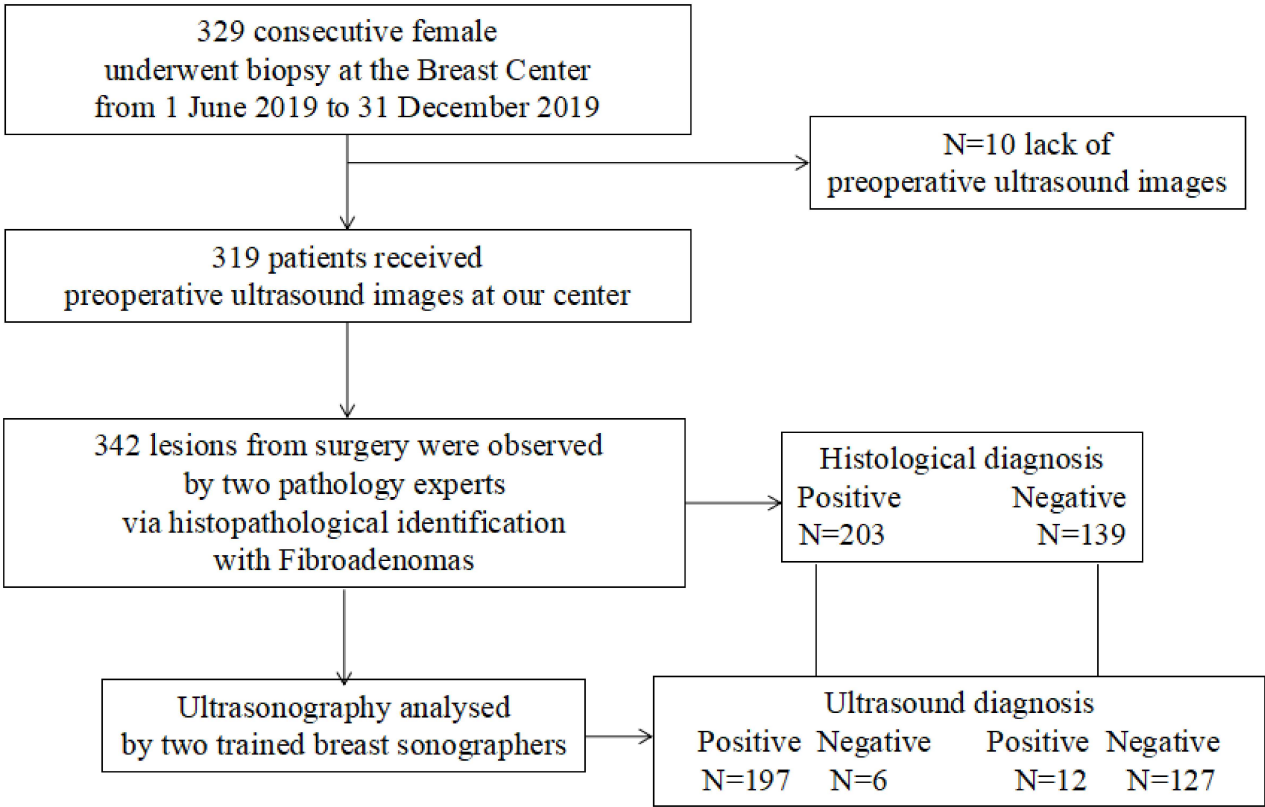 329 consecutive female
underwent biopsy at the Breast Center
from 1 June 2019 to 31 December 2019
N=10 lack of
preoperative ultrasound images
319 patients received
preoperative ultrasound images at our center
342 lesions from surgery were observed
by two pathology experts
via histopathological identification
with Fibroadenomas
Histological diagnosis
Positive Negative
N=203 N=139
Ultrasonography analysed
by two trained breast sonographers
Ultrasound diagnosis
Positive Negative Positive Negative
N=197 N=6 N=12 N=127